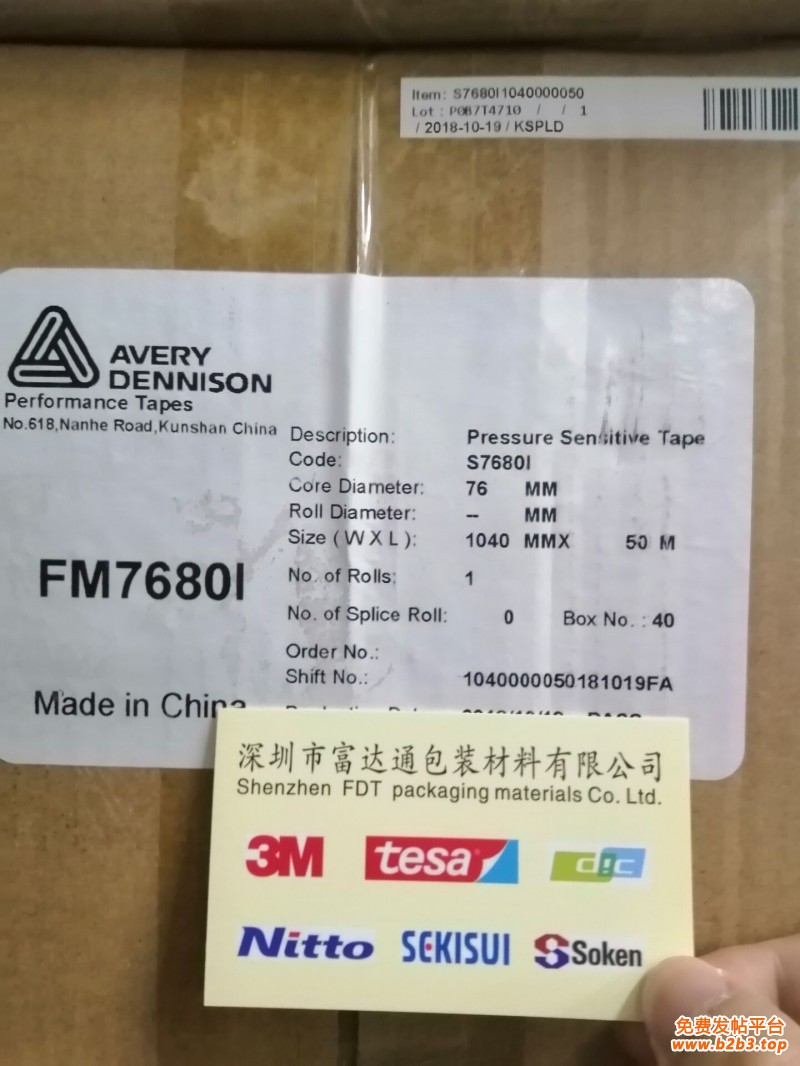 Item: S7680I1040000050
Lot : P0B7T4710 / / 1
/ 2018-10-19 / KSPLD
AVERY
DENNISON
Performance Tapes
No.618,Nanhe Road,Kunshan China
FM7680I
Made in China
Description: Pressure Sensitive Tape
Code: S7680I
Core Diameter: 76 MM
Roll Diameter: -- MM
Size ( W X L ): 1040 MMX 50 M
No. of Rolls: 1
No. of Splice Roll: 0 Box No. : 40
Order No.:
Shift No.: 1040000050181019FA
深圳市富达通包装材料有限公司
Shenzhen FDT packaging materials Co. Ltd.
3M tesa dic
Nitto SEKISUI Soken
免费发帖平台
www.b2b3.top